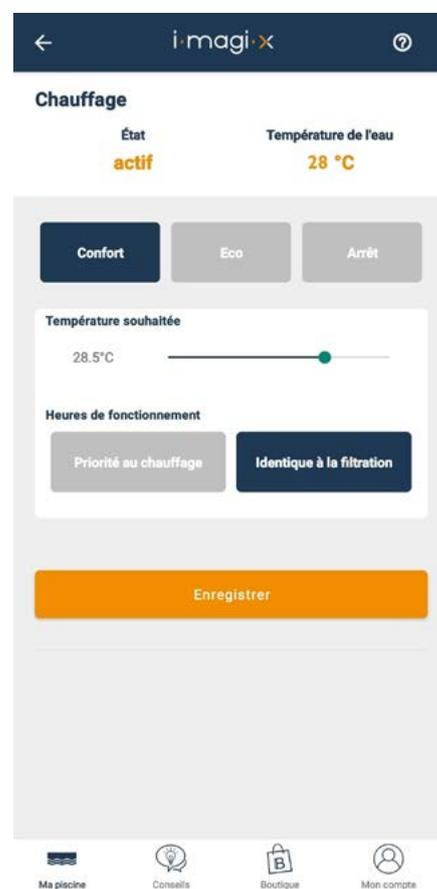 i·magi·x
Chauffage
État
Température de l'eau
actif
28 °C
Confort
Eco
Arrêt
Température souhaitée
28.5°C
Heures de fonctionnement
Priorité au chauffage
Identique à la filtration
Enregistrer
B
Ma piscine
Conseils
Boutique
Mon compte